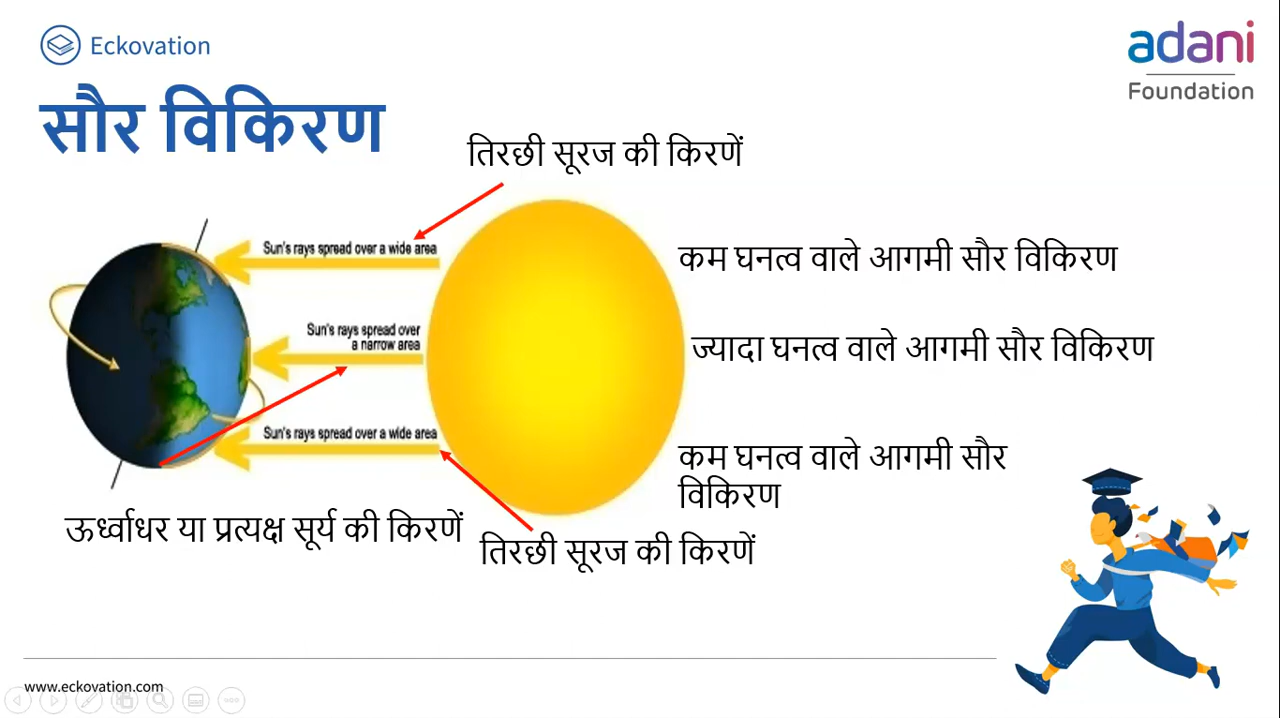 Eckovation
adani
Foundation
सौर विकिरण
तिरछी सूरज की किरणें
Sun's rays spread over a wide area
कम घनत्व वाले आगमी सौर विकिरण
Sun's rays spread over
a narrow area
ज्यादा घनत्व वाले आगमी सौर विकिरण
Sun's rays spread over a wide area
कम घनत्व वाले आगमी सौर
विकिरण
ऊर्ध्वाधर या प्रत्यक्ष सूर्य की किरणें
तिरछी सूरज की किरणें
www.eckovation.com